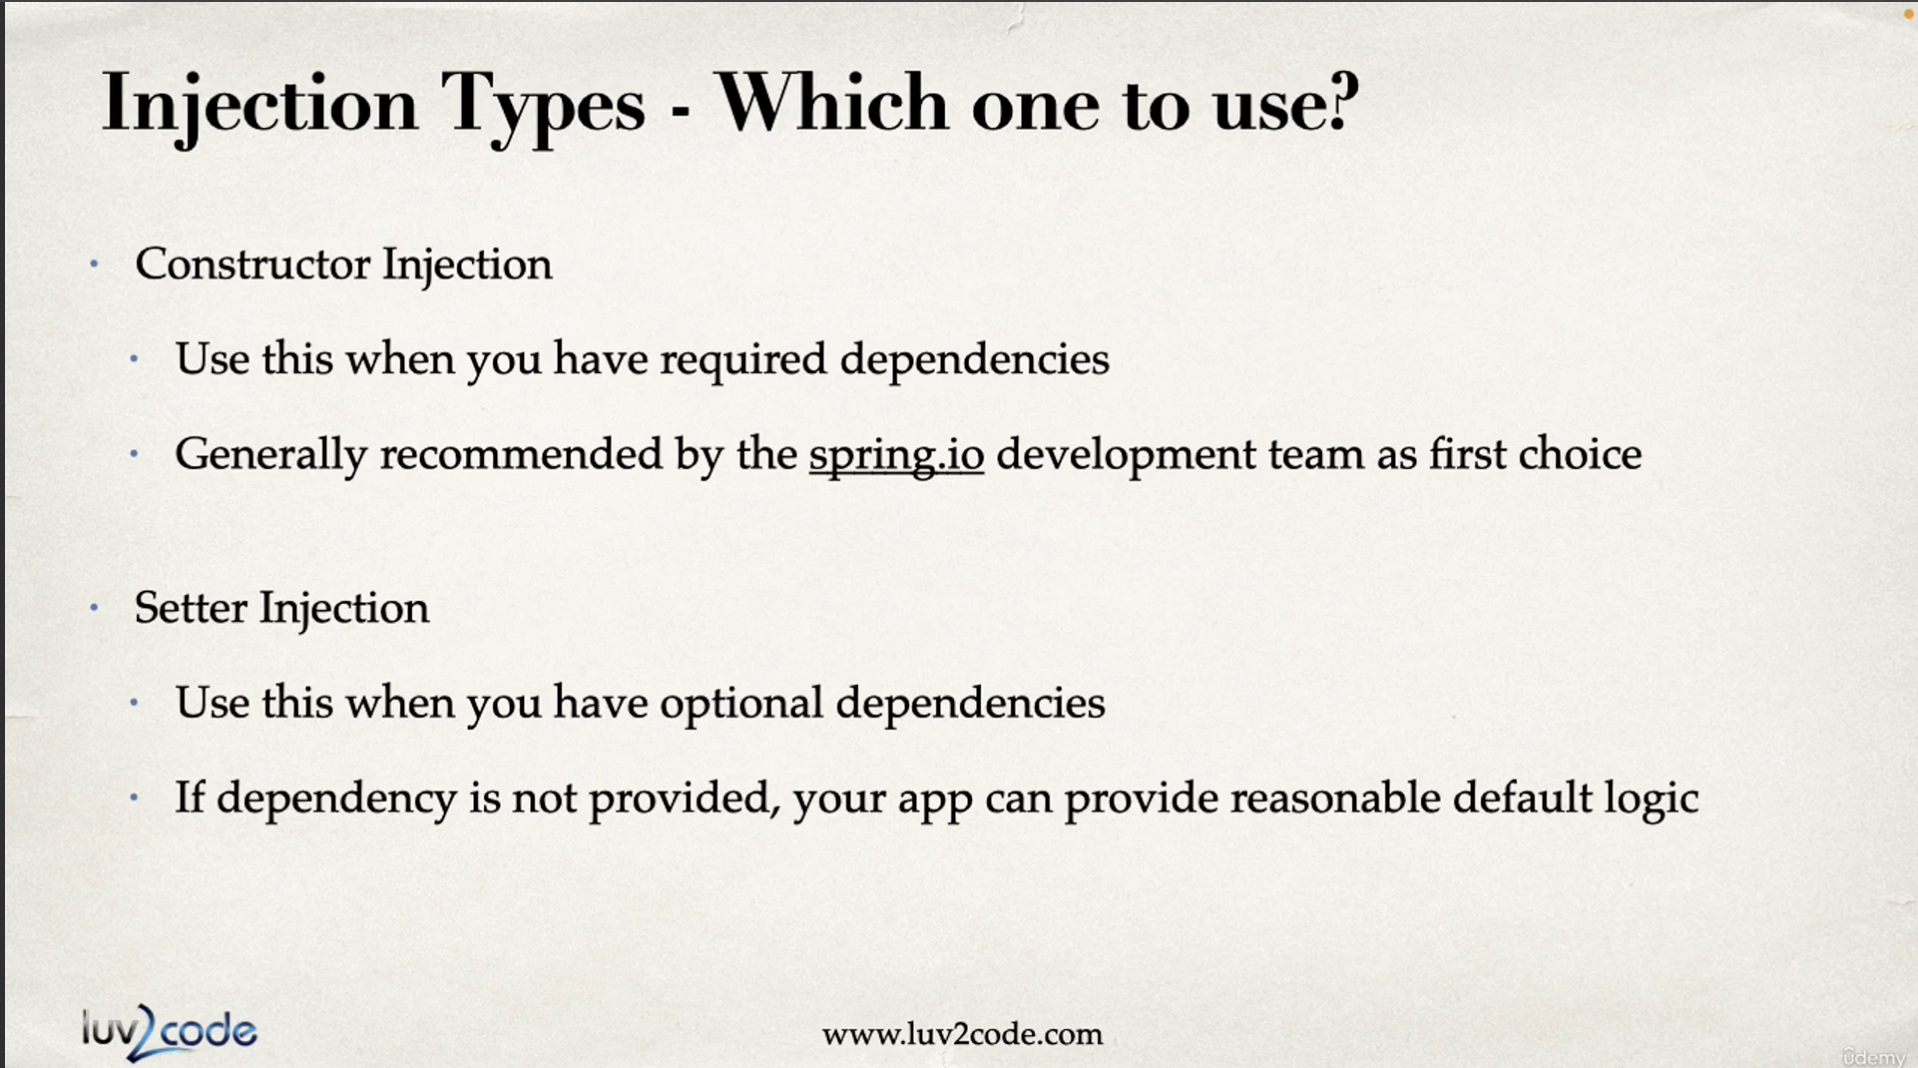 Injection Types - Which one to use?
• Constructor Injection
• Use this when you have required dependencies
• Generally recommended by the spring.io development team as first choice
• Setter Injection
• Use this when you have optional dependencies
• If dependency is not provided, your app can provide reasonable default logic
luv2code
www.luv2code.com
ûdemy